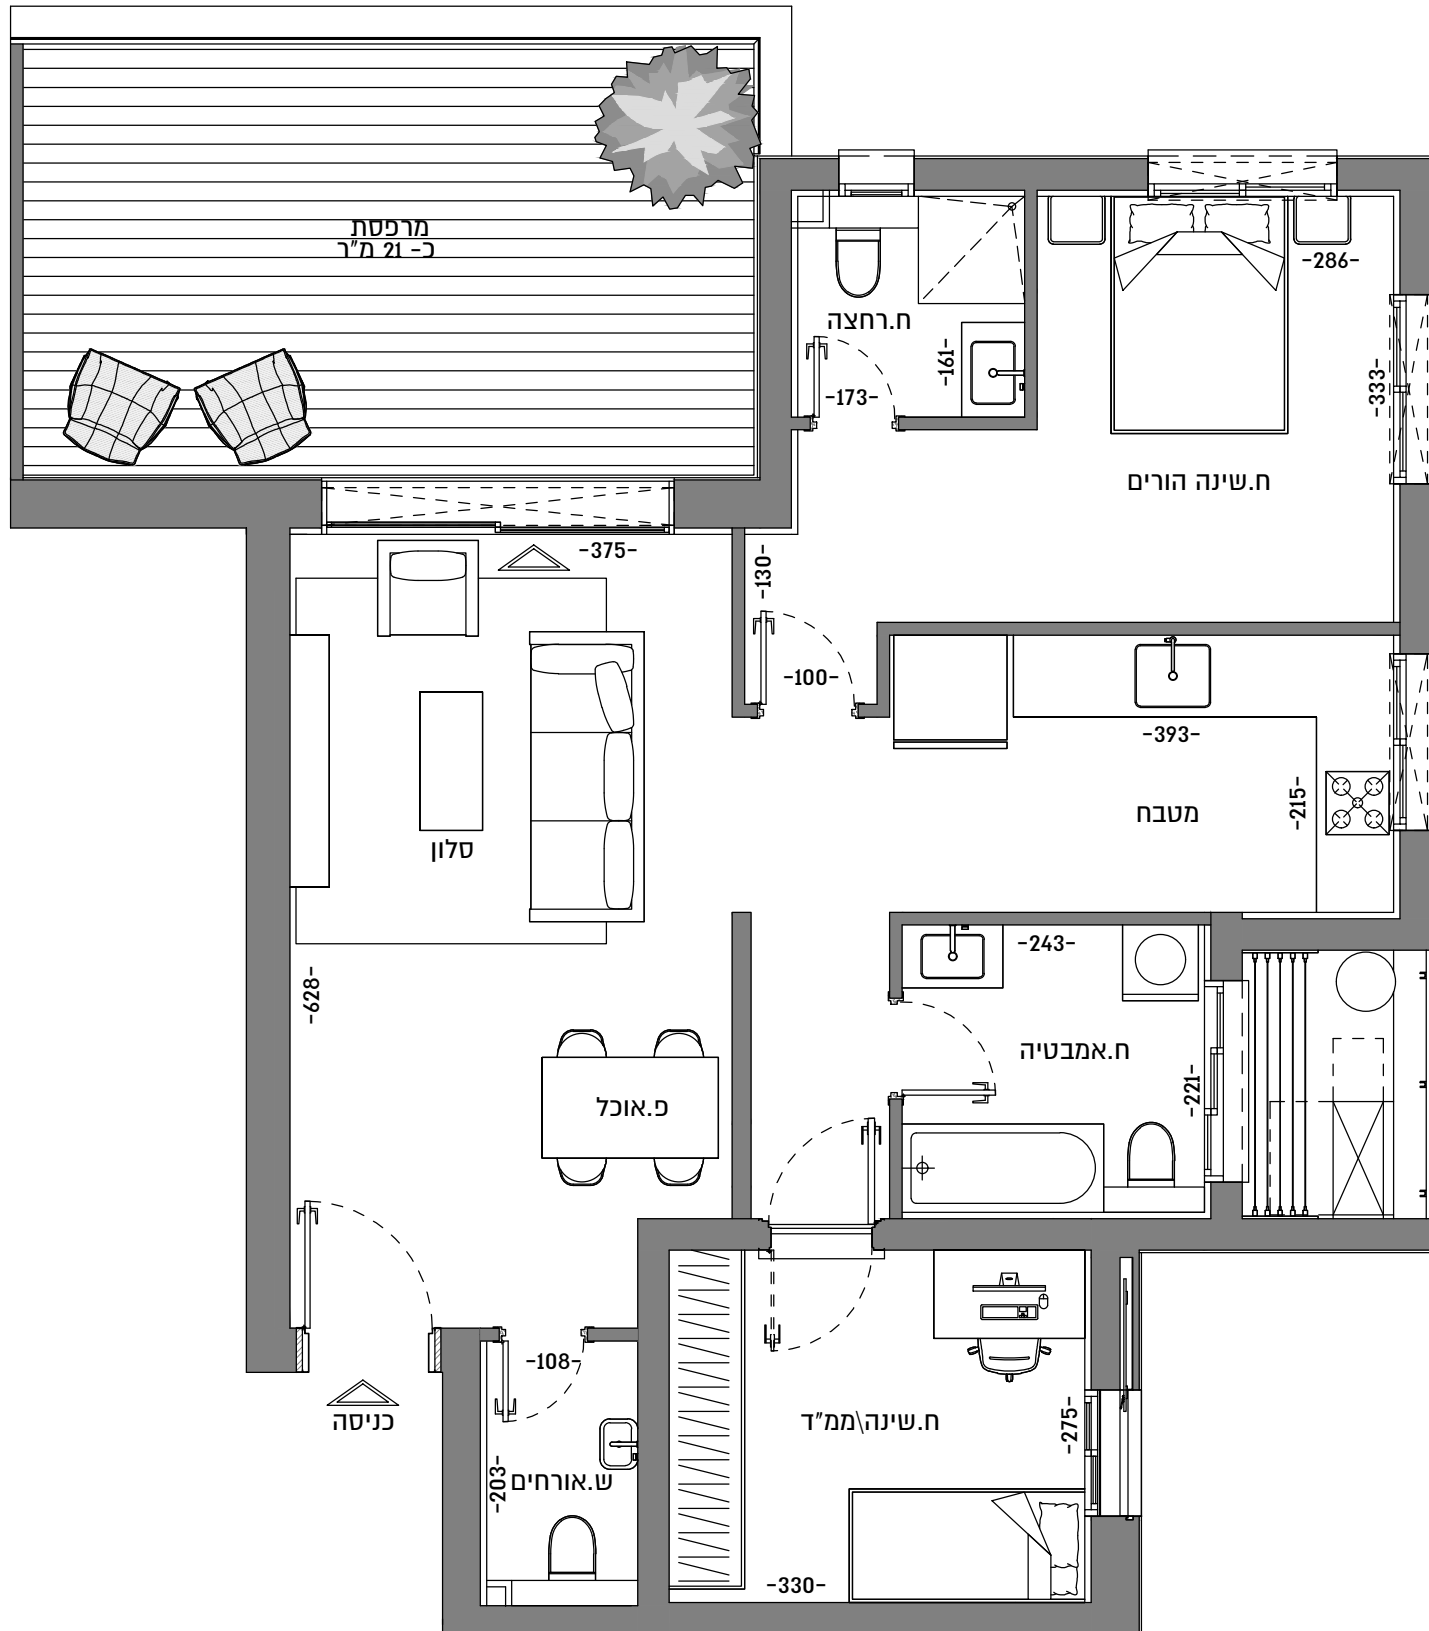 מרפסת
כ- 21 מ"ר
-286-
ח.רחצה
-161-
-173-
-333-
ח.שינה הורים
-375-
-130-
-100-
-393-
-215-
מטבח
סלון
-243-
-628-
ח.אמבטיה
-221-
פ.אוכל
-108-
כניסה
ח.שינה\ממ"ד
-275-
-203-
ש.אורחים
-330-